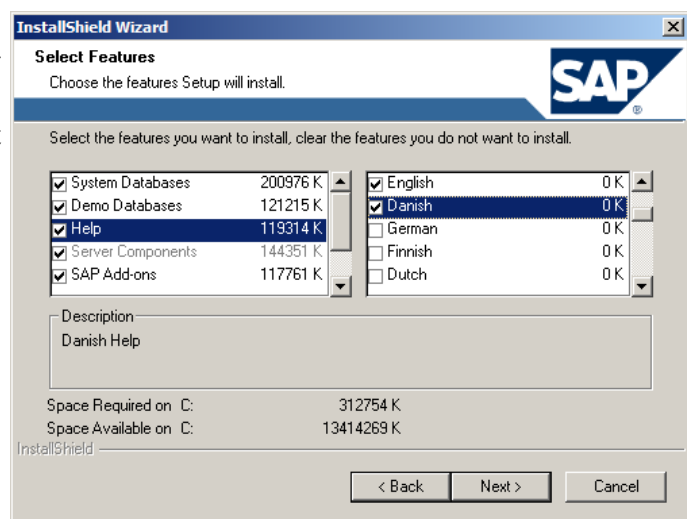 InstallShield Wizard
Select Features
Choose the features Setup will install.
SAP
®
Select the features you want to install, clear the features you do not want to install.
System Databases 200976 K
Demo Databases 121215 K
Help 119314 K
Server Components 144351 K
SAP Add-ons 117761 K
English 0 K
Danish 0 K
German 0 K
Finnish 0 K
Dutch 0 K
Description
Danish Help
Space Required on C: 312754 K
Space Available on C: 13414269 K
InstallShield
< Back
Next >
Cancel